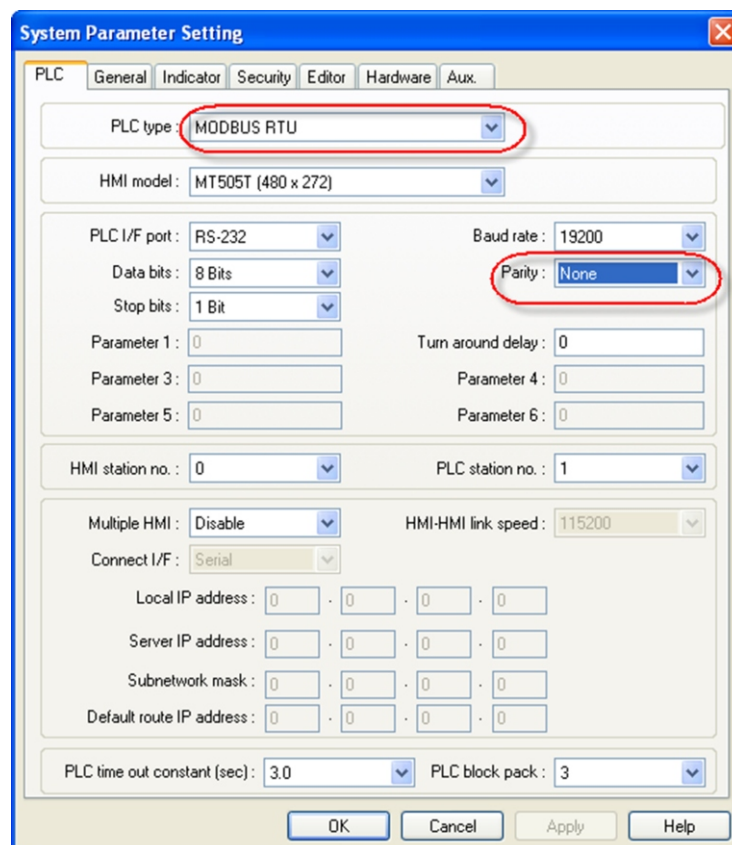 System Parameter Setting
PLC General Indicator Security Editor Hardware Aux.
PLC type : MODBUS RTU
HMI model : MT505T (480 x 272)
PLC I/F port : RS-232 Baud rate : 19200
Data bits : 8 Bits Parity : None
Stop bits : 1 Bit
Parameter 1 : 0 Turn around delay : 0
Parameter 3 : 0 Parameter 4 : 0
Parameter 5 : 0 Parameter 6 : 0
HMI station no. : 0 PLC station no. : 1
Multiple HMI : Disable HMI-HMI link speed : 115200
Connect I/F : Serial
Local IP address : 0 . 0 . 0 . 0
Server IP address : 0 . 0 . 0 . 0
Subnetwork mask : 0 . 0 . 0 . 0
Default route IP address : 0 . 0 . 0 . 0
PLC time out constant (sec) : 3.0 PLC block pack : 3
OK Cancel Apply Help